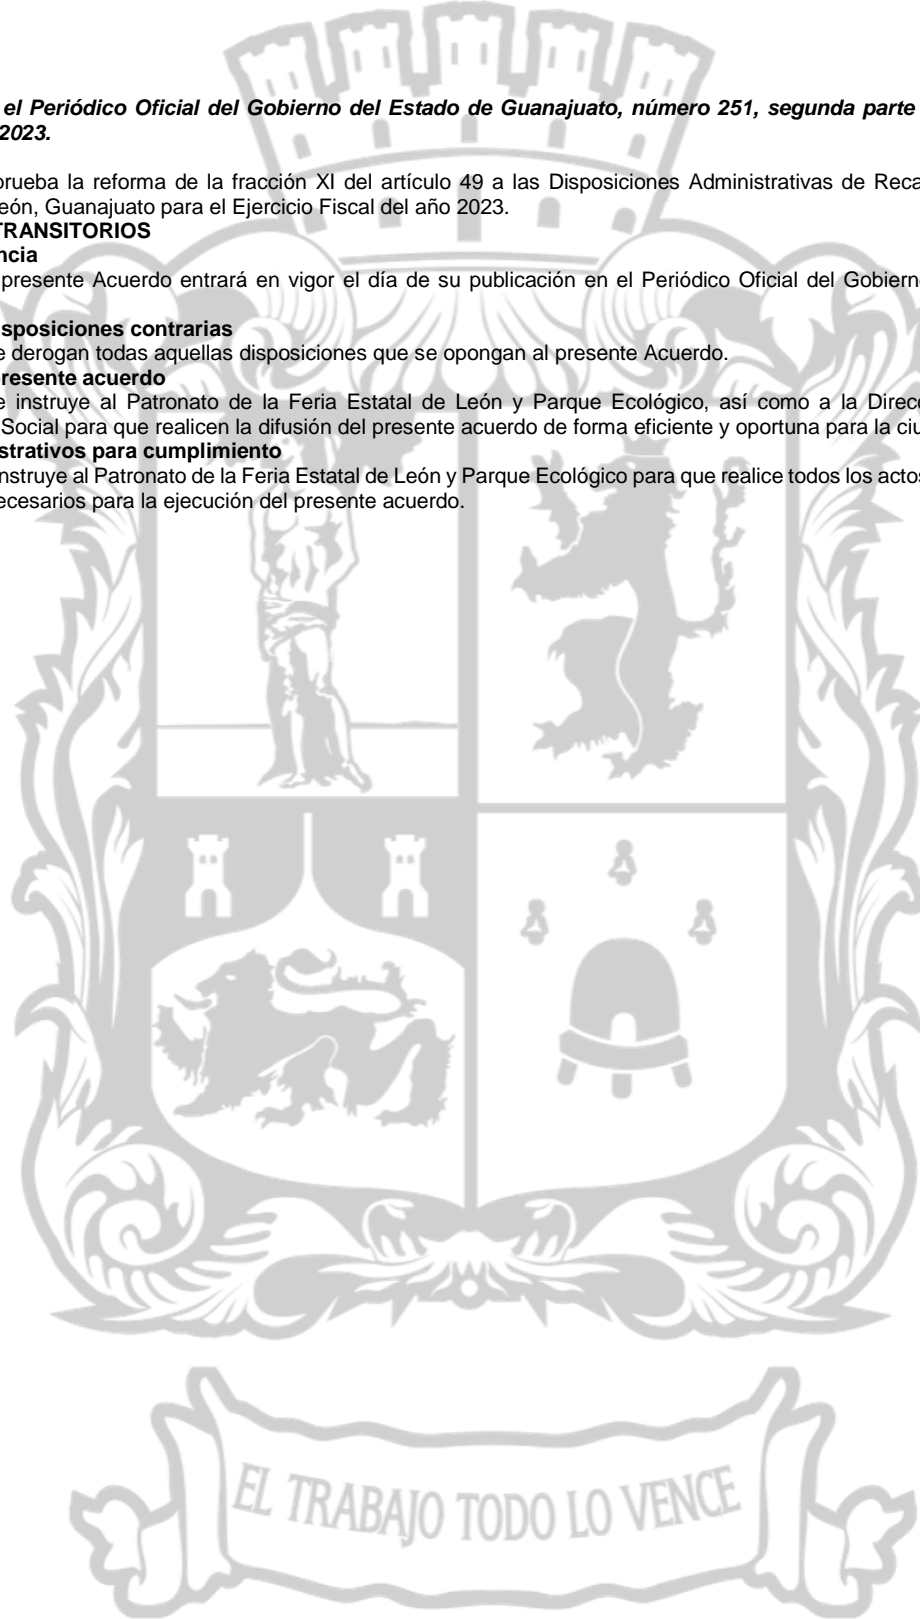 el Periódico Oficial del Gobierno del Estado de Guanajuato, número 251, segunda parte
2023.
prueba la reforma de la fracción XI del artículo 49 a las Disposiciones Administrativas de Reca
eón, Guanajuato para el Ejercicio Fiscal del año 2023.
TRANSITORIOS
ncia
presente Acuerdo entrará en vigor el día de su publicación en el Periódico Oficial del Gobierno
sposiciones contrarias
e derogan todas aquellas disposiciones que se opongan al presente Acuerdo.
presente acuerdo
e instruye al Patronato de la Feria Estatal de León y Parque Ecológico, así como a la Direcc
Social para que realicen la difusión del presente acuerdo de forma eficiente y oportuna para la ciu
strativos para cumplimiento
nstruye al Patronato de la Feria Estatal de León y Parque Ecológico para que realice todos los actos
ecesarios para la ejecución del presente acuerdo.
EL TRABAJO TODO LO VENCE